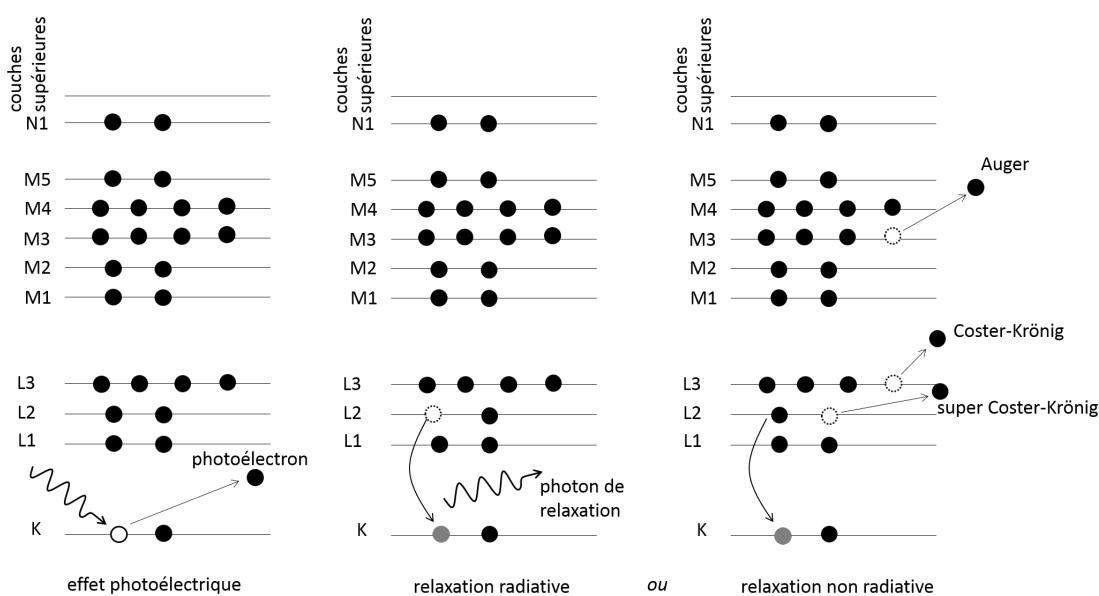 couches
supérieures
N1
M5
M4
M3
M2
M1
L3
L2
L1
photoélectron
K
effet photoélectrique
couches
supérieures
N1
M5
M4
M3
M2
M1
L3
L2
L1
photon de
relaxation
K
relaxation radiative
ou
couches
supérieures
N1
Auger
M5
M4
M3
M2
M1
Coster-Krönig
L3
super Coster-Krönig
L2
L1
K
relaxation non radiative